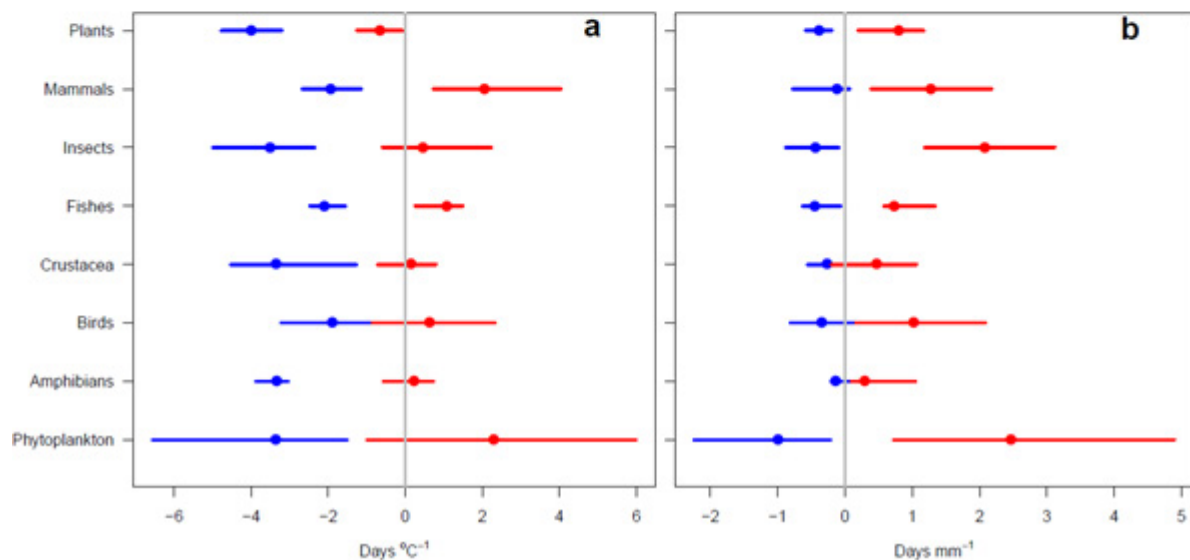 a
b
Plants
Mammals
Insects
Fishes
Crustacea
Birds
Amphibians
Phytoplankton
−6 −4 −2 0 2 4 6
−2 −1 0 1 2 3 4 5
Days ºC⁻¹
Days mm⁻¹